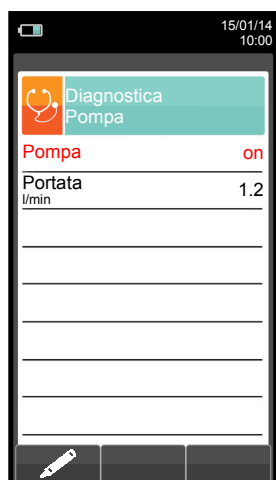 15/01/14
10:00
Diagnostica
Pompa
Pompa on
Portata 1.2
l/min